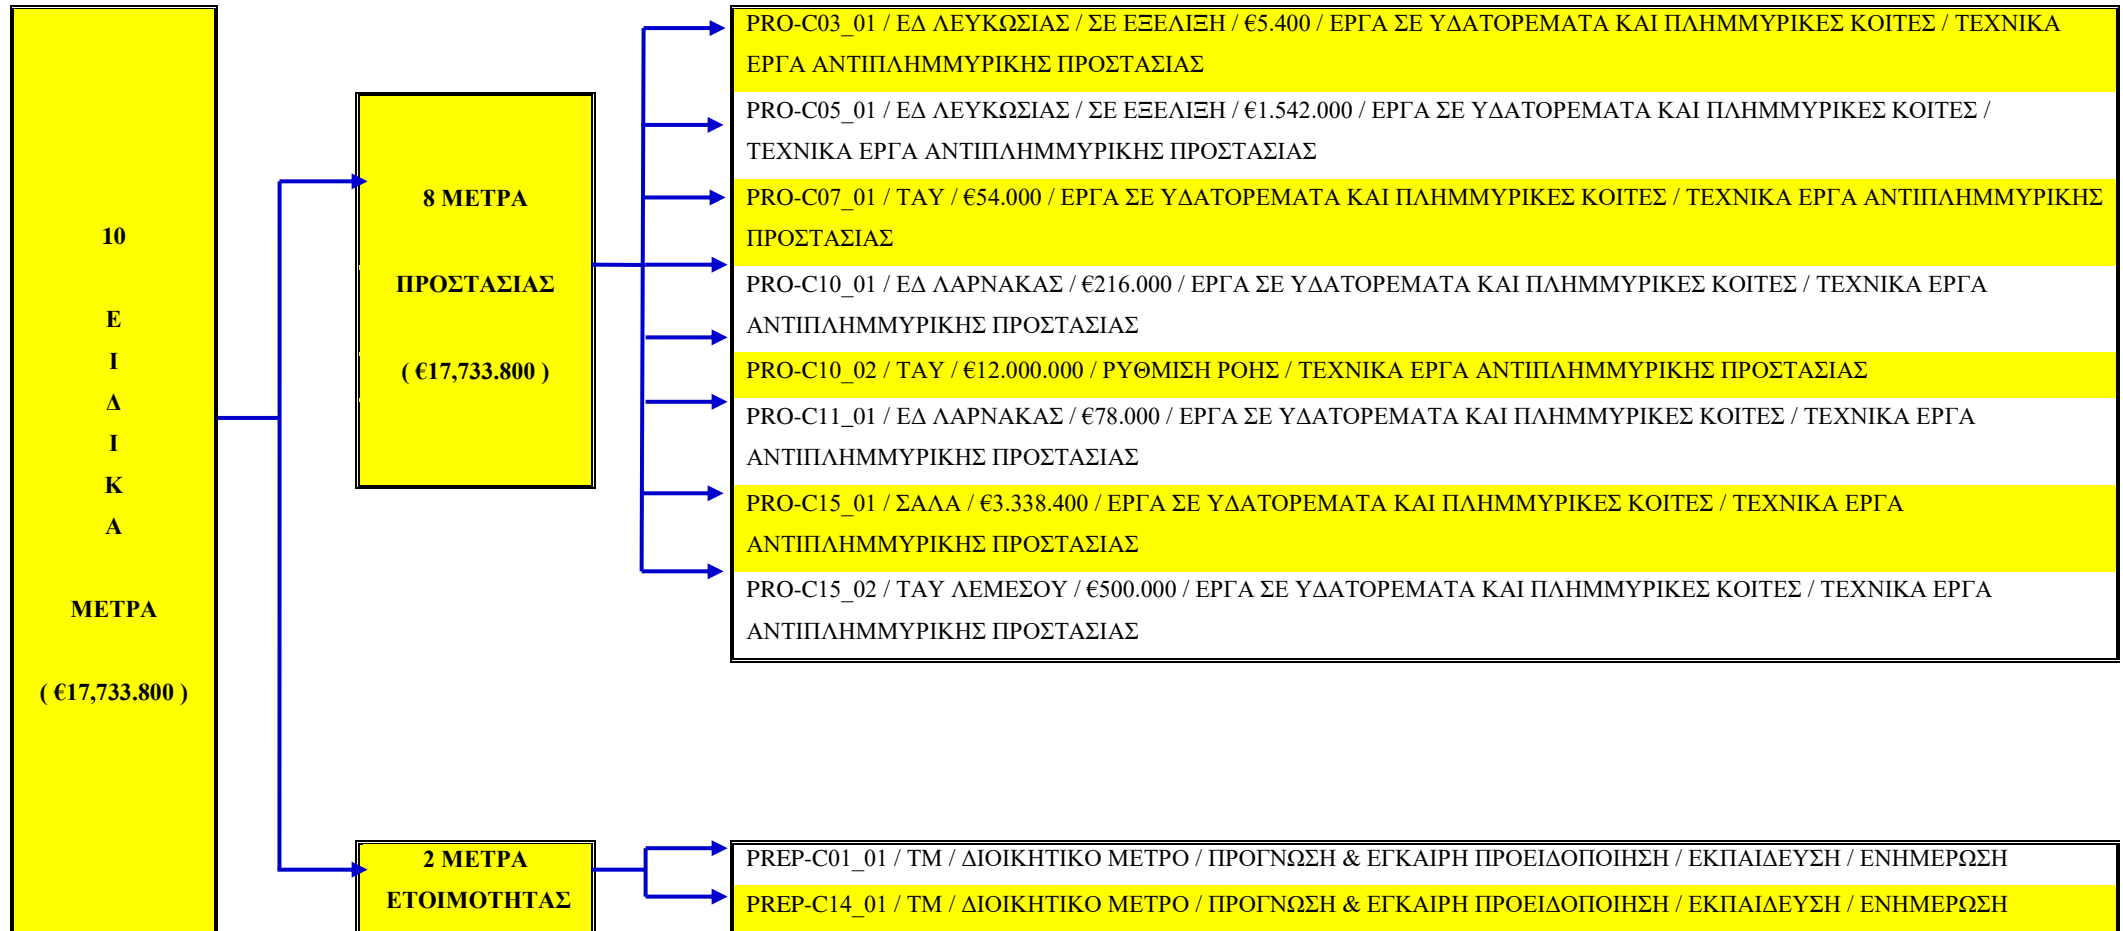 10
Ε
Ι
Δ
Ι
Κ
Α
ΜΕΤΡΑ
( €17,733.800 )
8 ΜΕΤΡΑ
ΠΡΟΣΤΑΣΙΑΣ
( €17,733.800 )
PRO-C03_01 / ΕΔ ΛΕΥΚΩΣΙΑΣ / ΣΕ ΕΞΕΛΙΞΗ / €5.400 / ΕΡΓΑ ΣΕ ΥΔΑΤΟΡΕΜΑΤΑ ΚΑΙ ΠΛΗΜΜΥΡΙΚΕΣ ΚΟΙΤΕΣ / ΤΕΧΝΙΚΑ
ΕΡΓΑ ΑΝΤΙΠΛΗΜΜΥΡΙΚΗΣ ΠΡΟΣΤΑΣΙΑΣ
PRO-C05_01 / ΕΔ ΛΕΥΚΩΣΙΑΣ / ΣΕ ΕΞΕΛΙΞΗ / €1.542.000 / ΕΡΓΑ ΣΕ ΥΔΑΤΟΡΕΜΑΤΑ ΚΑΙ ΠΛΗΜΜΥΡΙΚΕΣ ΚΟΙΤΕΣ /
ΤΕΧΝΙΚΑ ΕΡΓΑ ΑΝΤΙΠΛΗΜΜΥΡΙΚΗΣ ΠΡΟΣΤΑΣΙΑΣ
PRO-C07_01 / ΤΑΥ / €54.000 / ΕΡΓΑ ΣΕ ΥΔΑΤΟΡΕΜΑΤΑ ΚΑΙ ΠΛΗΜΜΥΡΙΚΕΣ ΚΟΙΤΕΣ / ΤΕΧΝΙΚΑ ΕΡΓΑ ΑΝΤΙΠΛΗΜΜΥΡΙΚΗΣ
ΠΡΟΣΤΑΣΙΑΣ
PRO-C10_01 / ΕΔ ΛΑΡΝΑΚΑΣ / €216.000 / ΕΡΓΑ ΣΕ ΥΔΑΤΟΡΕΜΑΤΑ ΚΑΙ ΠΛΗΜΜΥΡΙΚΕΣ ΚΟΙΤΕΣ / ΤΕΧΝΙΚΑ ΕΡΓΑ
ΑΝΤΙΠΛΗΜΜΥΡΙΚΗΣ ΠΡΟΣΤΑΣΙΑΣ
PRO-C10_02 / ΤΑΥ / €12.000.000 / ΡΥΘΜΙΣΗ ΡΟΗΣ / ΤΕΧΝΙΚΑ ΕΡΓΑ ΑΝΤΙΠΛΗΜΜΥΡΙΚΗΣ ΠΡΟΣΤΑΣΙΑΣ
PRO-C11_01 / ΕΔ ΛΑΡΝΑΚΑΣ / €78.000 / ΕΡΓΑ ΣΕ ΥΔΑΤΟΡΕΜΑΤΑ ΚΑΙ ΠΛΗΜΜΥΡΙΚΕΣ ΚΟΙΤΕΣ / ΤΕΧΝΙΚΑ ΕΡΓΑ
ΑΝΤΙΠΛΗΜΜΥΡΙΚΗΣ ΠΡΟΣΤΑΣΙΑΣ
PRO-C15_01 / ΣΑΛΑ / €3.338.400 / ΕΡΓΑ ΣΕ ΥΔΑΤΟΡΕΜΑΤΑ ΚΑΙ ΠΛΗΜΜΥΡΙΚΕΣ ΚΟΙΤΕΣ / ΤΕΧΝΙΚΑ ΕΡΓΑ
ΑΝΤΙΠΛΗΜΜΥΡΙΚΗΣ ΠΡΟΣΤΑΣΙΑΣ
PRO-C15_02 / ΤΑΥ ΛΕΜΕΣΟΥ / €500.000 / ΕΡΓΑ ΣΕ ΥΔΑΤΟΡΕΜΑΤΑ ΚΑΙ ΠΛΗΜΜΥΡΙΚΕΣ ΚΟΙΤΕΣ / ΤΕΧΝΙΚΑ ΕΡΓΑ
ΑΝΤΙΠΛΗΜΜΥΡΙΚΗΣ ΠΡΟΣΤΑΣΙΑΣ
2 ΜΕΤΡΑ
ΕΤΟΙΜΟΤΗΤΑΣ
PREP-C01_01 / ΤΜ / ΔΙΟΙΚΗΤΙΚΟ ΜΕΤΡΟ / ΠΡΟΓΝΩΣΗ & ΕΓΚΑΙΡΗ ΠΡΟΕΙΔΟΠΟΙΗΣΗ / ΕΚΠΑΙΔΕΥΣΗ / ΕΝΗΜΕΡΩΣΗ
PREP-C14_01 / ΤΜ / ΔΙΟΙΚΗΤΙΚΟ ΜΕΤΡΟ / ΠΡΟΓΝΩΣΗ & ΕΓΚΑΙΡΗ ΠΡΟΕΙΔΟΠΟΙΗΣΗ / ΕΚΠΑΙΔΕΥΣΗ / ΕΝΗΜΕΡΩΣΗ